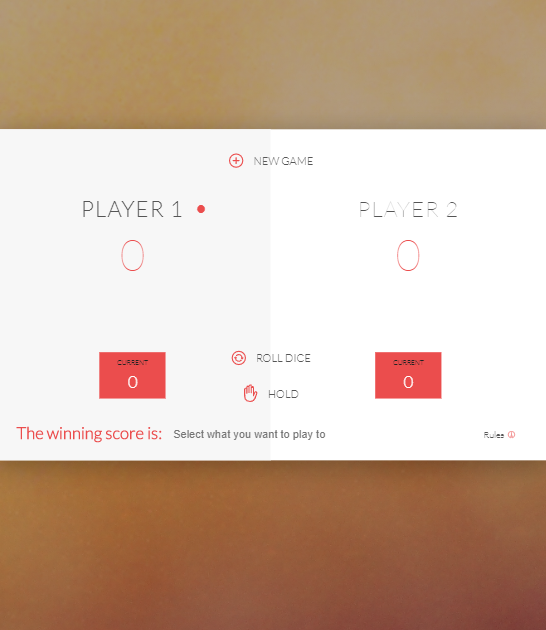 NEW GAME
PLAYER 1
PLAYER 2
0
0
CURRENT
0
ROLL DICE
HOLD
CURRENT
0
The winning score is: Select what you want to play to
Rules